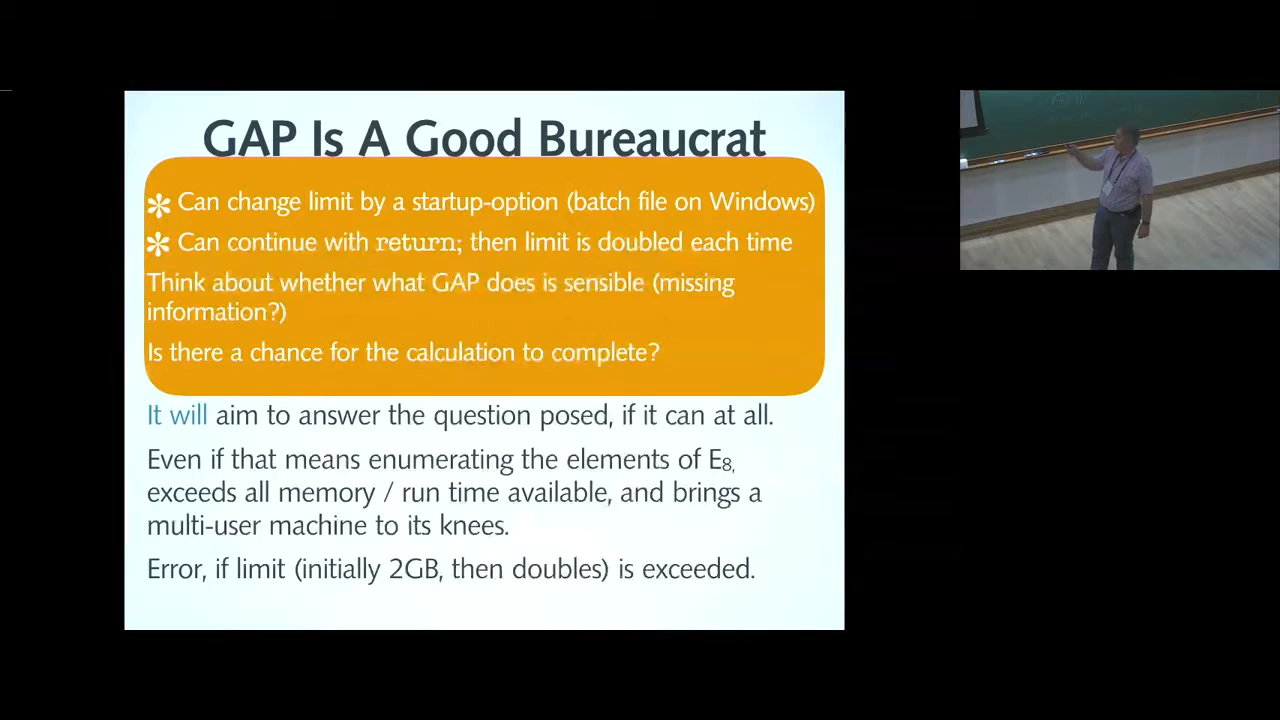 GAP Is A Good Bureaucrat
✻ Can change limit by a startup-option (batch file on Windows)
✻ Can continue with return; then limit is doubled each time
Think about whether what GAP does is sensible (missing
information?)
Is there a chance for the calculation to complete?
It will aim to answer the question posed, if it can at all.
Even if that means enumerating the elements of E8,
exceeds all memory / run time available, and brings a
multi-user machine to its knees.
Error, if limit (initially 2GB, then doubles) is exceeded.